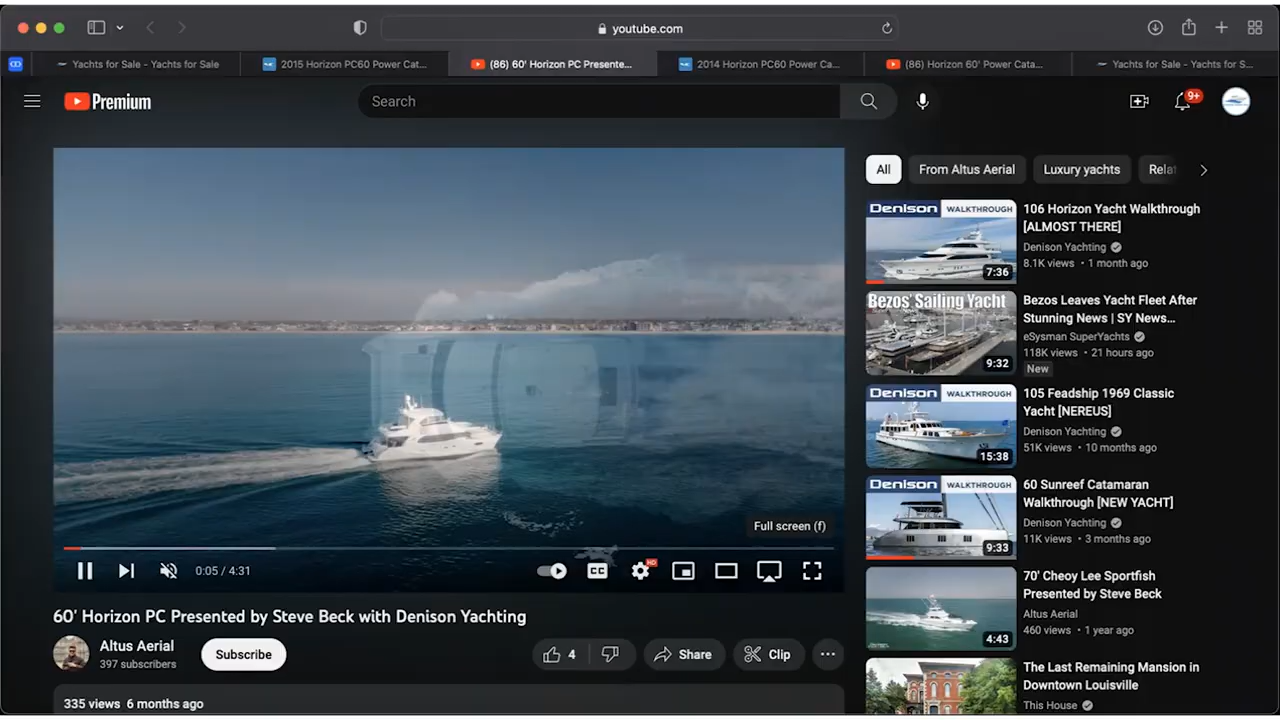 youtube.com
Yachts for Sale - Yachts for Sale
2015 Horizon PC60 Power Cat...
(86) 60' Horizon PC Presente...
2014 Horizon PC60 Power Ca...
(86) Horizon 60' Power Cata...
Yachts for Sale - Yachts for S...
Premium
Search
9+
All
From Altus Aerial
Luxury yachts
Relat
Denison WALKTHROUGH
7:36
106 Horizon Yacht Walkthrough
[ALMOST THERE]
Denison Yachting
8.1K views • 1 month ago
Bezos' Sailing Yacht
9:32
Bezos Leaves Yacht Fleet After
Stunning News | SY News...
eSysman SuperYachts
118K views • 21 hours ago
New
Denison WALKTHROUGH
15:38
105 Feadship 1969 Classic
Yacht [NEREUS]
Denison Yachting
51K views • 10 months ago
Denison WALKTHROUGH
9:33
60 Sunreef Catamaran
Walkthrough [NEW YACHT]
Denison Yachting
11K views • 3 months ago
4:43
70' Cheoy Lee Sportfish
Presented by Steve Beck
Altus Aerial
460 views • 1 year ago
The Last Remaining Mansion in
Downtown Louisville
This House
Full screen (f)
0:05 / 4:31
CC
HD
60' Horizon PC Presented by Steve Beck with Denison Yachting
Altus Aerial
397 subscribers
Subscribe
4
Share
Clip
335 views 6 months ago